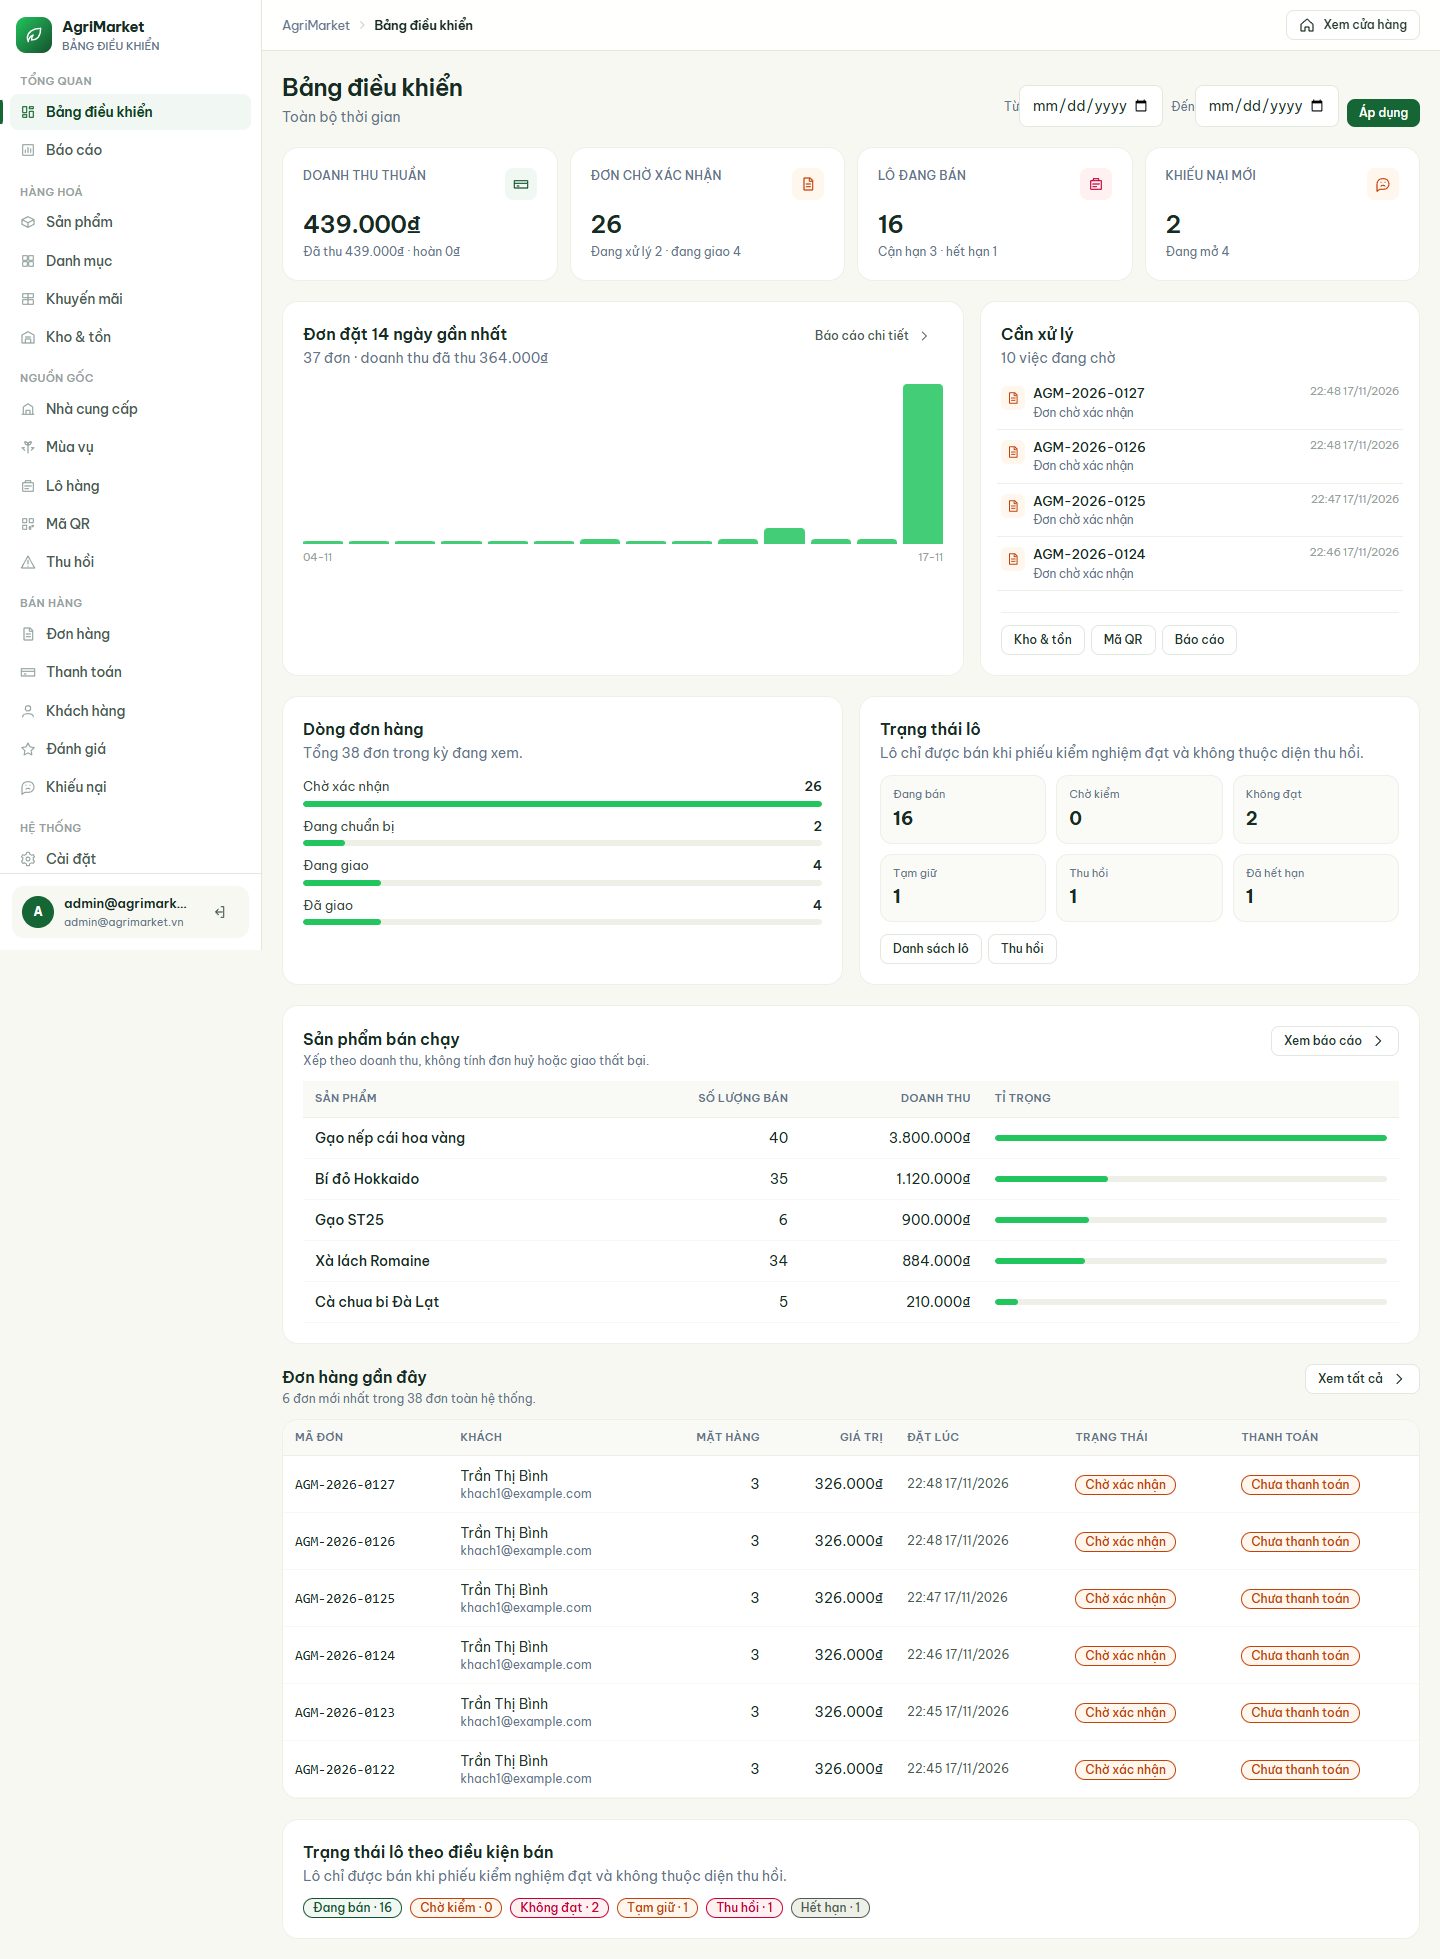 AgriMarket
BẢNG ĐIỀU KHIỂN
TỔNG QUAN
Bảng điều khiển
Báo cáo
HÀNG HOÁ
Sản phẩm
Danh mục
Khuyến mãi
Kho & tồn
NGUỒN GỐC
Nhà cung cấp
Mùa vụ
Lô hàng
Mã QR
Thu hồi
BÁN HÀNG
Đơn hàng
Thanh toán
Khách hàng
Đánh giá
Khiếu nại
HỆ THỐNG
Cài đặt
A
admin@agrimark...
admin@agrimarket.vn
AgriMarket > Bảng điều khiển
Xem cửa hàng
Bảng điều khiển
Toàn bộ thời gian
Từ mm/dd/yyyy Đến mm/dd/yyyy Áp dụng
DOANH THU THUẦN
439.000₫
Đã thu 439.000₫ · hoàn 0₫
ĐƠN CHỜ XÁC NHẬN
26
Đang xử lý 2 · đang giao 4
LÔ ĐANG BÁN
16
Cận hạn 3 · hết hạn 1
KHIẾU NẠI MỚI
2
Đang mở 4
Đơn đặt 14 ngày gần nhất
37 đơn · doanh thu đã thu 364.000₫
Báo cáo chi tiết
04-11 17-11
Cần xử lý
10 việc đang chờ
AGM-2026-0127 22:48 17/11/2026
Đơn chờ xác nhận
AGM-2026-0126 22:48 17/11/2026
Đơn chờ xác nhận
AGM-2026-0125 22:47 17/11/2026
Đơn chờ xác nhận
AGM-2026-0124 22:46 17/11/2026
Đơn chờ xác nhận
Kho & tồn Mã QR Báo cáo
Dòng đơn hàng
Tổng 38 đơn trong kỳ đang xem.
Chờ xác nhận 26
Đang chuẩn bị 2
Đang giao 4
Đã giao 4
Trạng thái lô
Lô chỉ được bán khi phiếu kiểm nghiệm đạt và không thuộc diện thu hồi.
Đang bán
16
Chờ kiểm
0
Không đạt
2
Tạm giữ
1
Thu hồi
1
Đã hết hạn
1
Danh sách lô Thu hồi
Sản phẩm bán chạy
Xếp theo doanh thu, không tính đơn huỷ hoặc giao thất bại.
Xem báo cáo
SẢN PHẨM SỐ LƯỢNG BÁN DOANH THU TỈ TRỌNG
Gạo nếp cái hoa vàng 40 3.800.000₫
Bí đỏ Hokkaido 35 1.120.000₫
Gạo ST25 6 900.000₫
Xà lách Romaine 34 884.000₫
Cà chua bi Đà Lạt 5 210.000₫
Đơn hàng gần đây
6 đơn mới nhất trong 38 đơn toàn hệ thống.
Xem tất cả
MÃ ĐƠN KHÁCH MẶT HÀNG GIÁ TRỊ ĐẶT LÚC TRẠNG THÁI THANH TOÁN
AGM-2026-0127 Trần Thị Bình 3 326.000₫ 22:48 17/11/2026 Chờ xác nhận Chưa thanh toán
khach1@example.com
AGM-2026-0126 Trần Thị Bình 3 326.000₫ 22:48 17/11/2026 Chờ xác nhận Chưa thanh toán
khach1@example.com
AGM-2026-0125 Trần Thị Bình 3 326.000₫ 22:47 17/11/2026 Chờ xác nhận Chưa thanh toán
khach1@example.com
AGM-2026-0124 Trần Thị Bình 3 326.000₫ 22:46 17/11/2026 Chờ xác nhận Chưa thanh toán
khach1@example.com
AGM-2026-0123 Trần Thị Bình 3 326.000₫ 22:45 17/11/2026 Chờ xác nhận Chưa thanh toán
khach1@example.com
AGM-2026-0122 Trần Thị Bình 3 326.000₫ 22:45 17/11/2026 Chờ xác nhận Chưa thanh toán
khach1@example.com
Trạng thái lô theo điều kiện bán
Lô chỉ được bán khi phiếu kiểm nghiệm đạt và không thuộc diện thu hồi.
Đang bán · 16 Chờ kiểm · 0 Không đạt · 2 Tạm giữ · 1 Thu hồi · 1 Hết hạn · 1